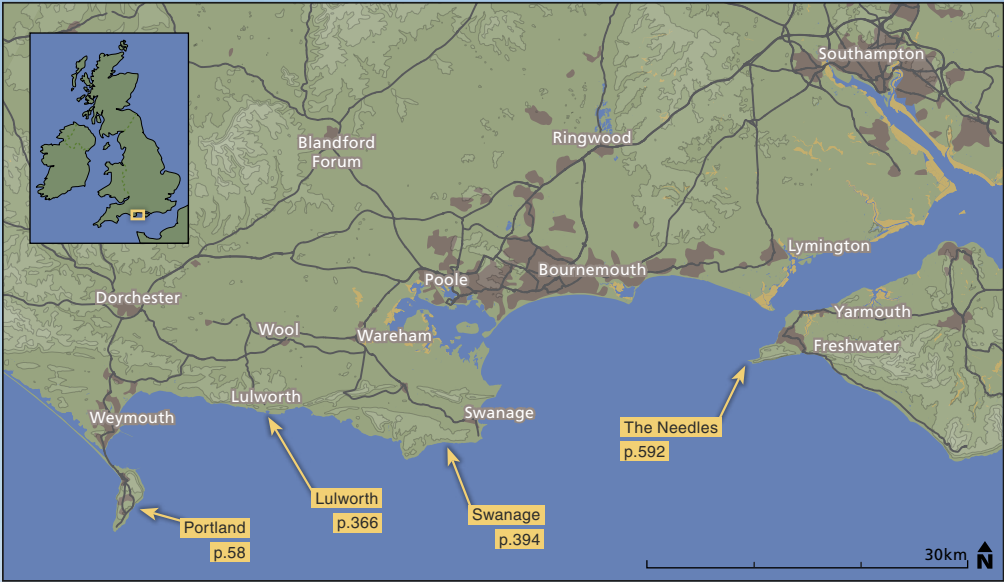 Southampton
Ringwood
Blandford
Forum
Lymington
Bournemouth
Poole
Dorchester
Yarmouth
Wool
Wareham
Freshwater
Lulworth
Weymouth
Swanage
The Needles
p.592
Lulworth
p.366
Swanage
p.394
Portland
p.58
30km
N